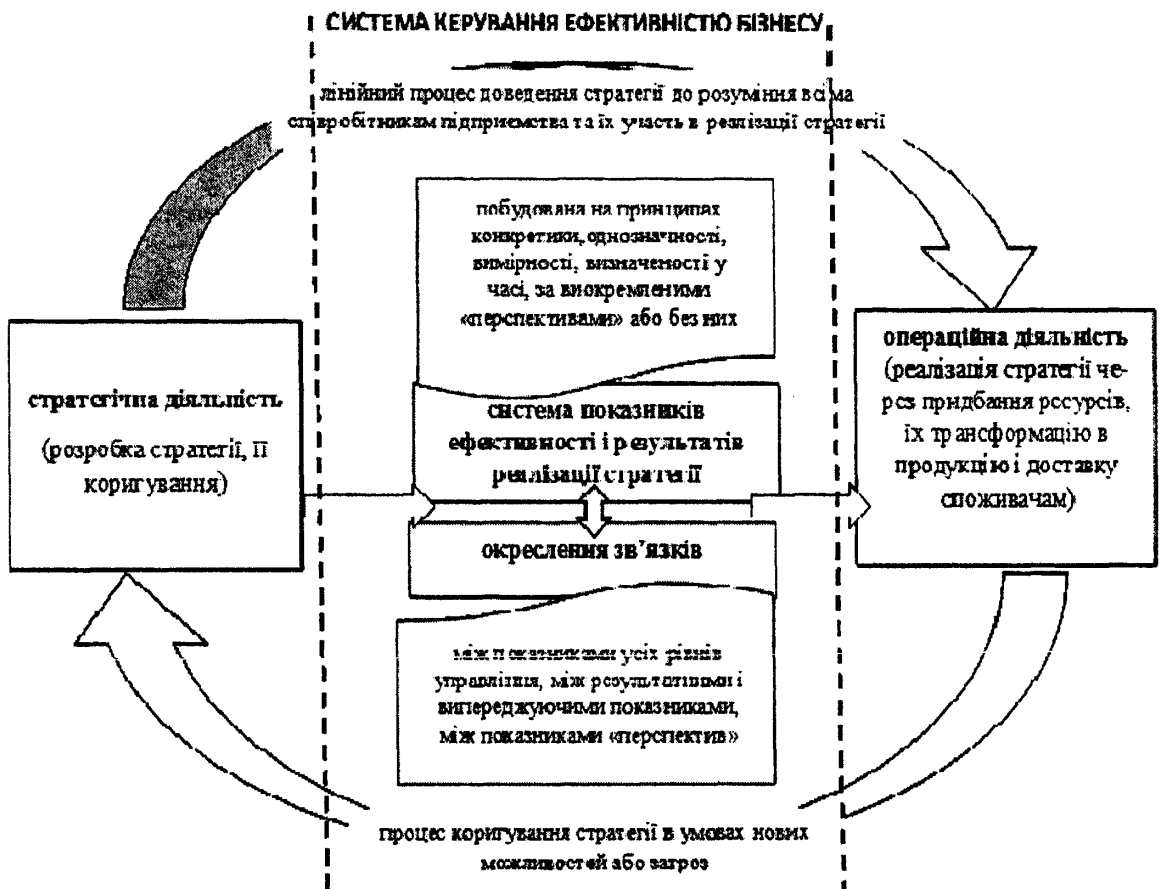 СИСТЕМА КЕРУВАННЯ ЕФЕКТИВНІСТЮ БІЗНЕСУ
лінійний процес доведення стратегії до розуміння всіма
співробітникам підприємства та їх участь в реалізації стратегії
побудована на принципах
конкретики, однозначності,
вимірності, визначеності у
часі, за виокремленими
«перспективами» або без них
стратегічна діяльність
(розробка стратегії, її
коригування)
система показників
ефективності і результатів
реалізації стратегії
операційна діяльність
(реалізація стратегії че-
рез придбання ресурсів,
їх трансформацію в
продукцію і доставку
споживачам)
окреслення зв’язків
між показниками усіх рівнів
управління, між результативними і
випереджуючими показниками,
між показниками «перспектив»
процес коригування стратегії в умовах нових
можливостей або загроз